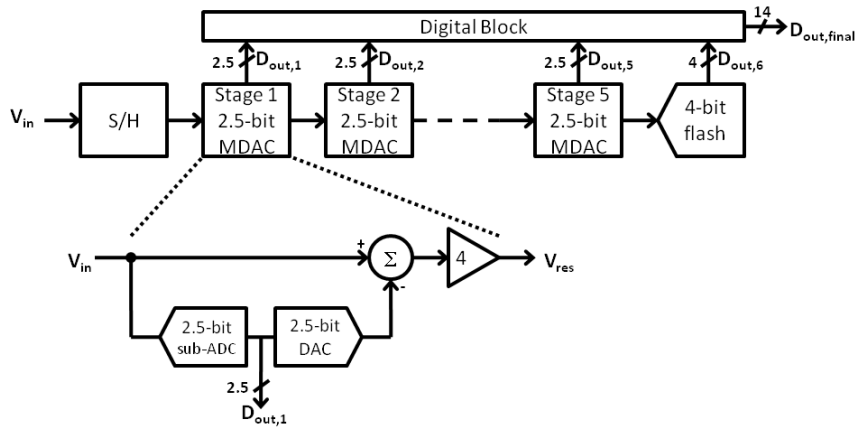 Digital Block
14
D_out,final
2.5
D_out,1
2.5
D_out,2
2.5
D_out,5
4
D_out,6
V_in
S/H
Stage 1
2.5-bit
MDAC
Stage 2
2.5-bit
MDAC
Stage 5
2.5-bit
MDAC
4-bit
flash
V_in
+
Σ
-
4
V_res
2.5-bit
sub-ADC
2.5-bit
DAC
2.5
D_out,1